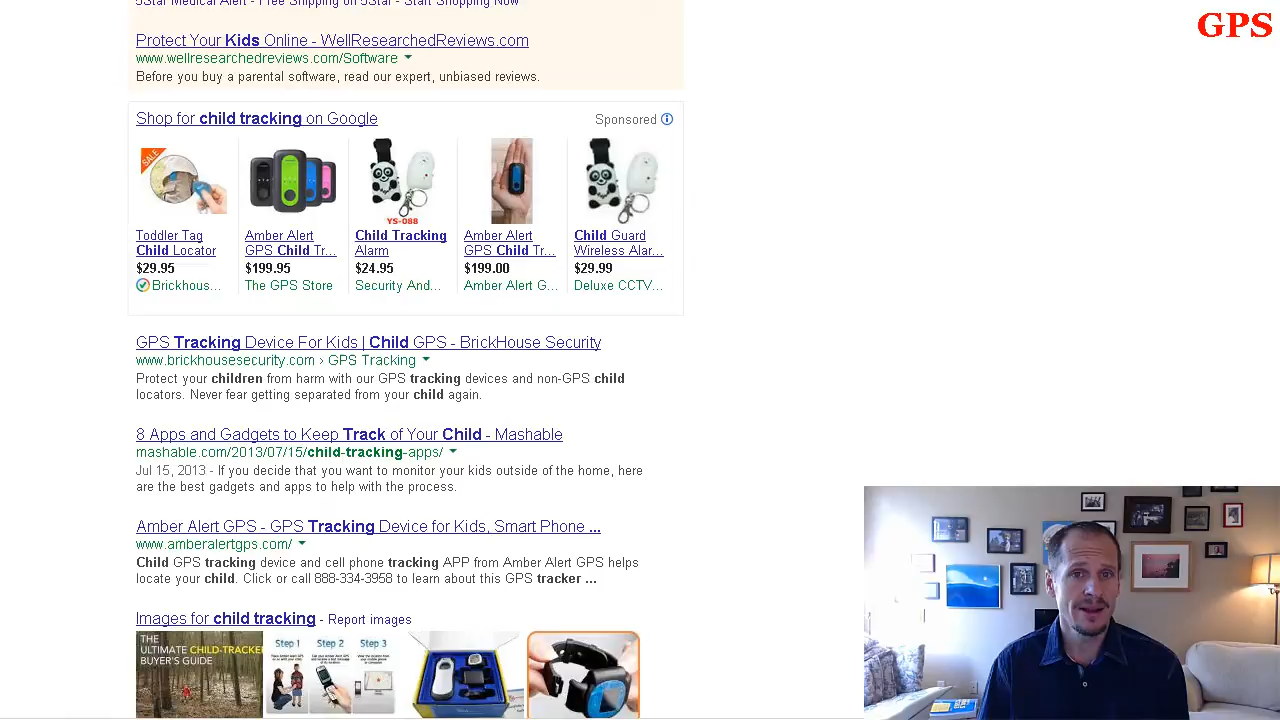 5Star Medical Alert - Free Shipping on 5Star - Start Shopping Now
GPS
Protect Your Kids Online - WellResearchedReviews.com
www.wellresearchedreviews.com/Software
Before you buy a parental software, read our expert, unbiased reviews.
Shop for child tracking on Google
Sponsored
SALE
YS-088
Toddler Tag
Child Locator
$29.95
Brickhous...
Amber Alert
GPS Child Tr...
$199.95
The GPS Store
Child Tracking
Alarm
$24.95
Security And...
Amber Alert
GPS Child Tr...
$199.00
Amber Alert G...
Child Guard
Wireless Alar...
$29.99
Deluxe CCTV...
GPS Tracking Device For Kids | Child GPS - BrickHouse Security
www.brickhousesecurity.com › GPS Tracking
Protect your children from harm with our GPS tracking devices and non-GPS child
locators. Never fear getting separated from your child again.
8 Apps and Gadgets to Keep Track of Your Child - Mashable
mashable.com/2013/07/15/child-tracking-apps/
Jul 15, 2013 - If you decide that you want to monitor your kids outside of the home, here
are the best gadgets and apps to help with the process.
Amber Alert GPS - GPS Tracking Device for Kids, Smart Phone ...
www.amberalertgps.com/
Child GPS tracking device and cell phone tracking APP from Amber Alert GPS helps
locate your child. Click or call 888-334-3958 to learn about this GPS tracker ...
Images for child tracking - Report images
THE
ULTIMATE CHILD-TRACKER
BUYER'S GUIDE
Step 1
Step 2
Step 3